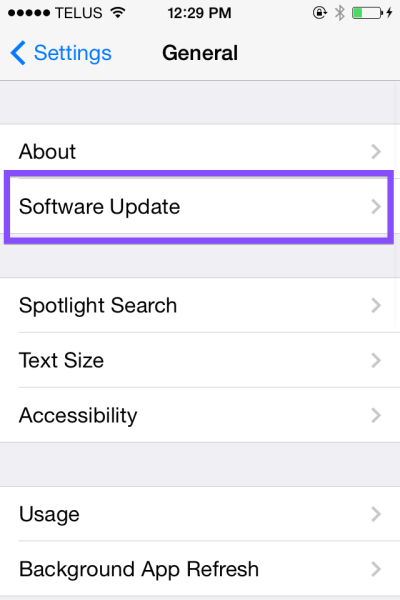 TELUS 12:29 PM
Settings General
About
Software Update
Spotlight Search
Text Size
Accessibility
Usage
Background App Refresh